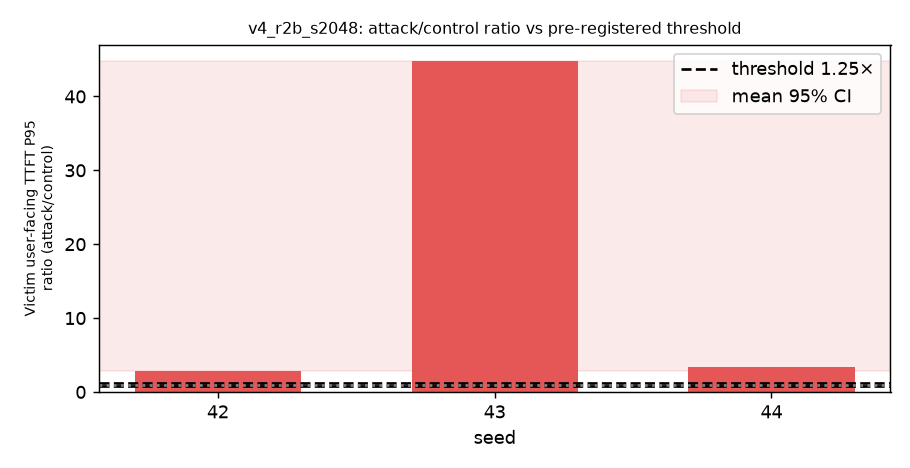 v4_r2b_s2048: attack/control ratio vs pre-registered threshold
threshold 1.25×
mean 95% CI
Victim user-facing TTFT P95
ratio (attack/control)
40
30
20
10
0
42
43
44
seed